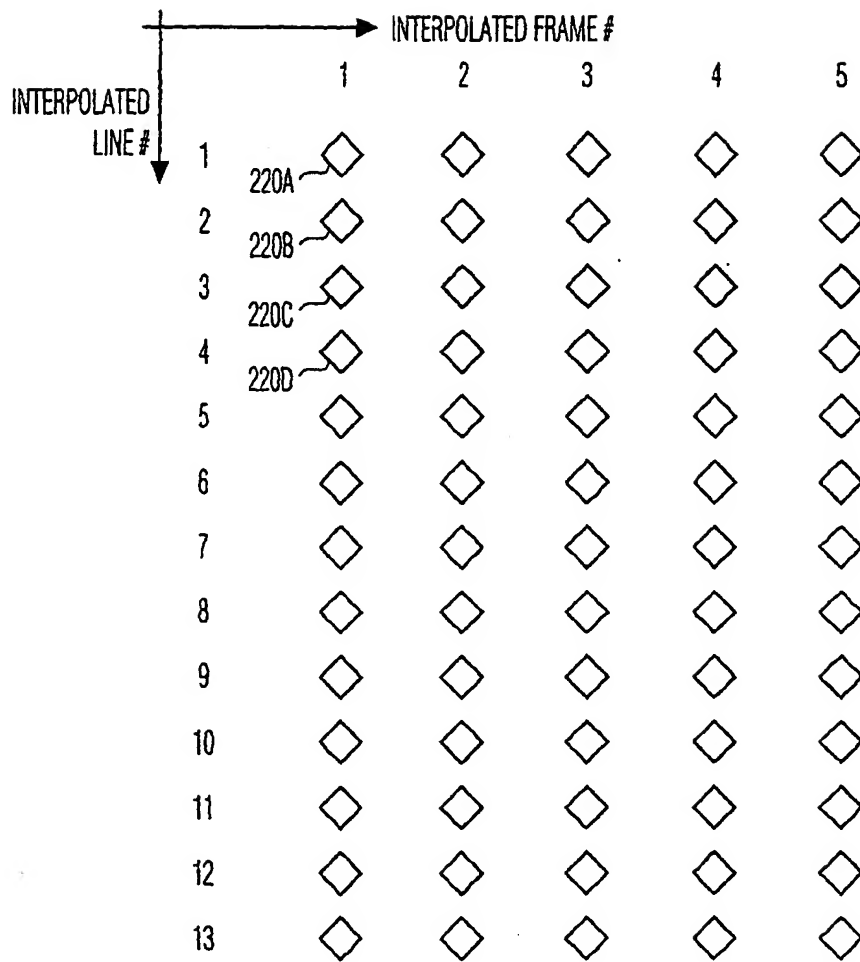 INTERPOLATED FRAME #
1 2 3 4 5
INTERPOLATED
LINE #
1
220A
2
220B
3
220C
4
220D
5
6
7
8
9
10
11
12
13